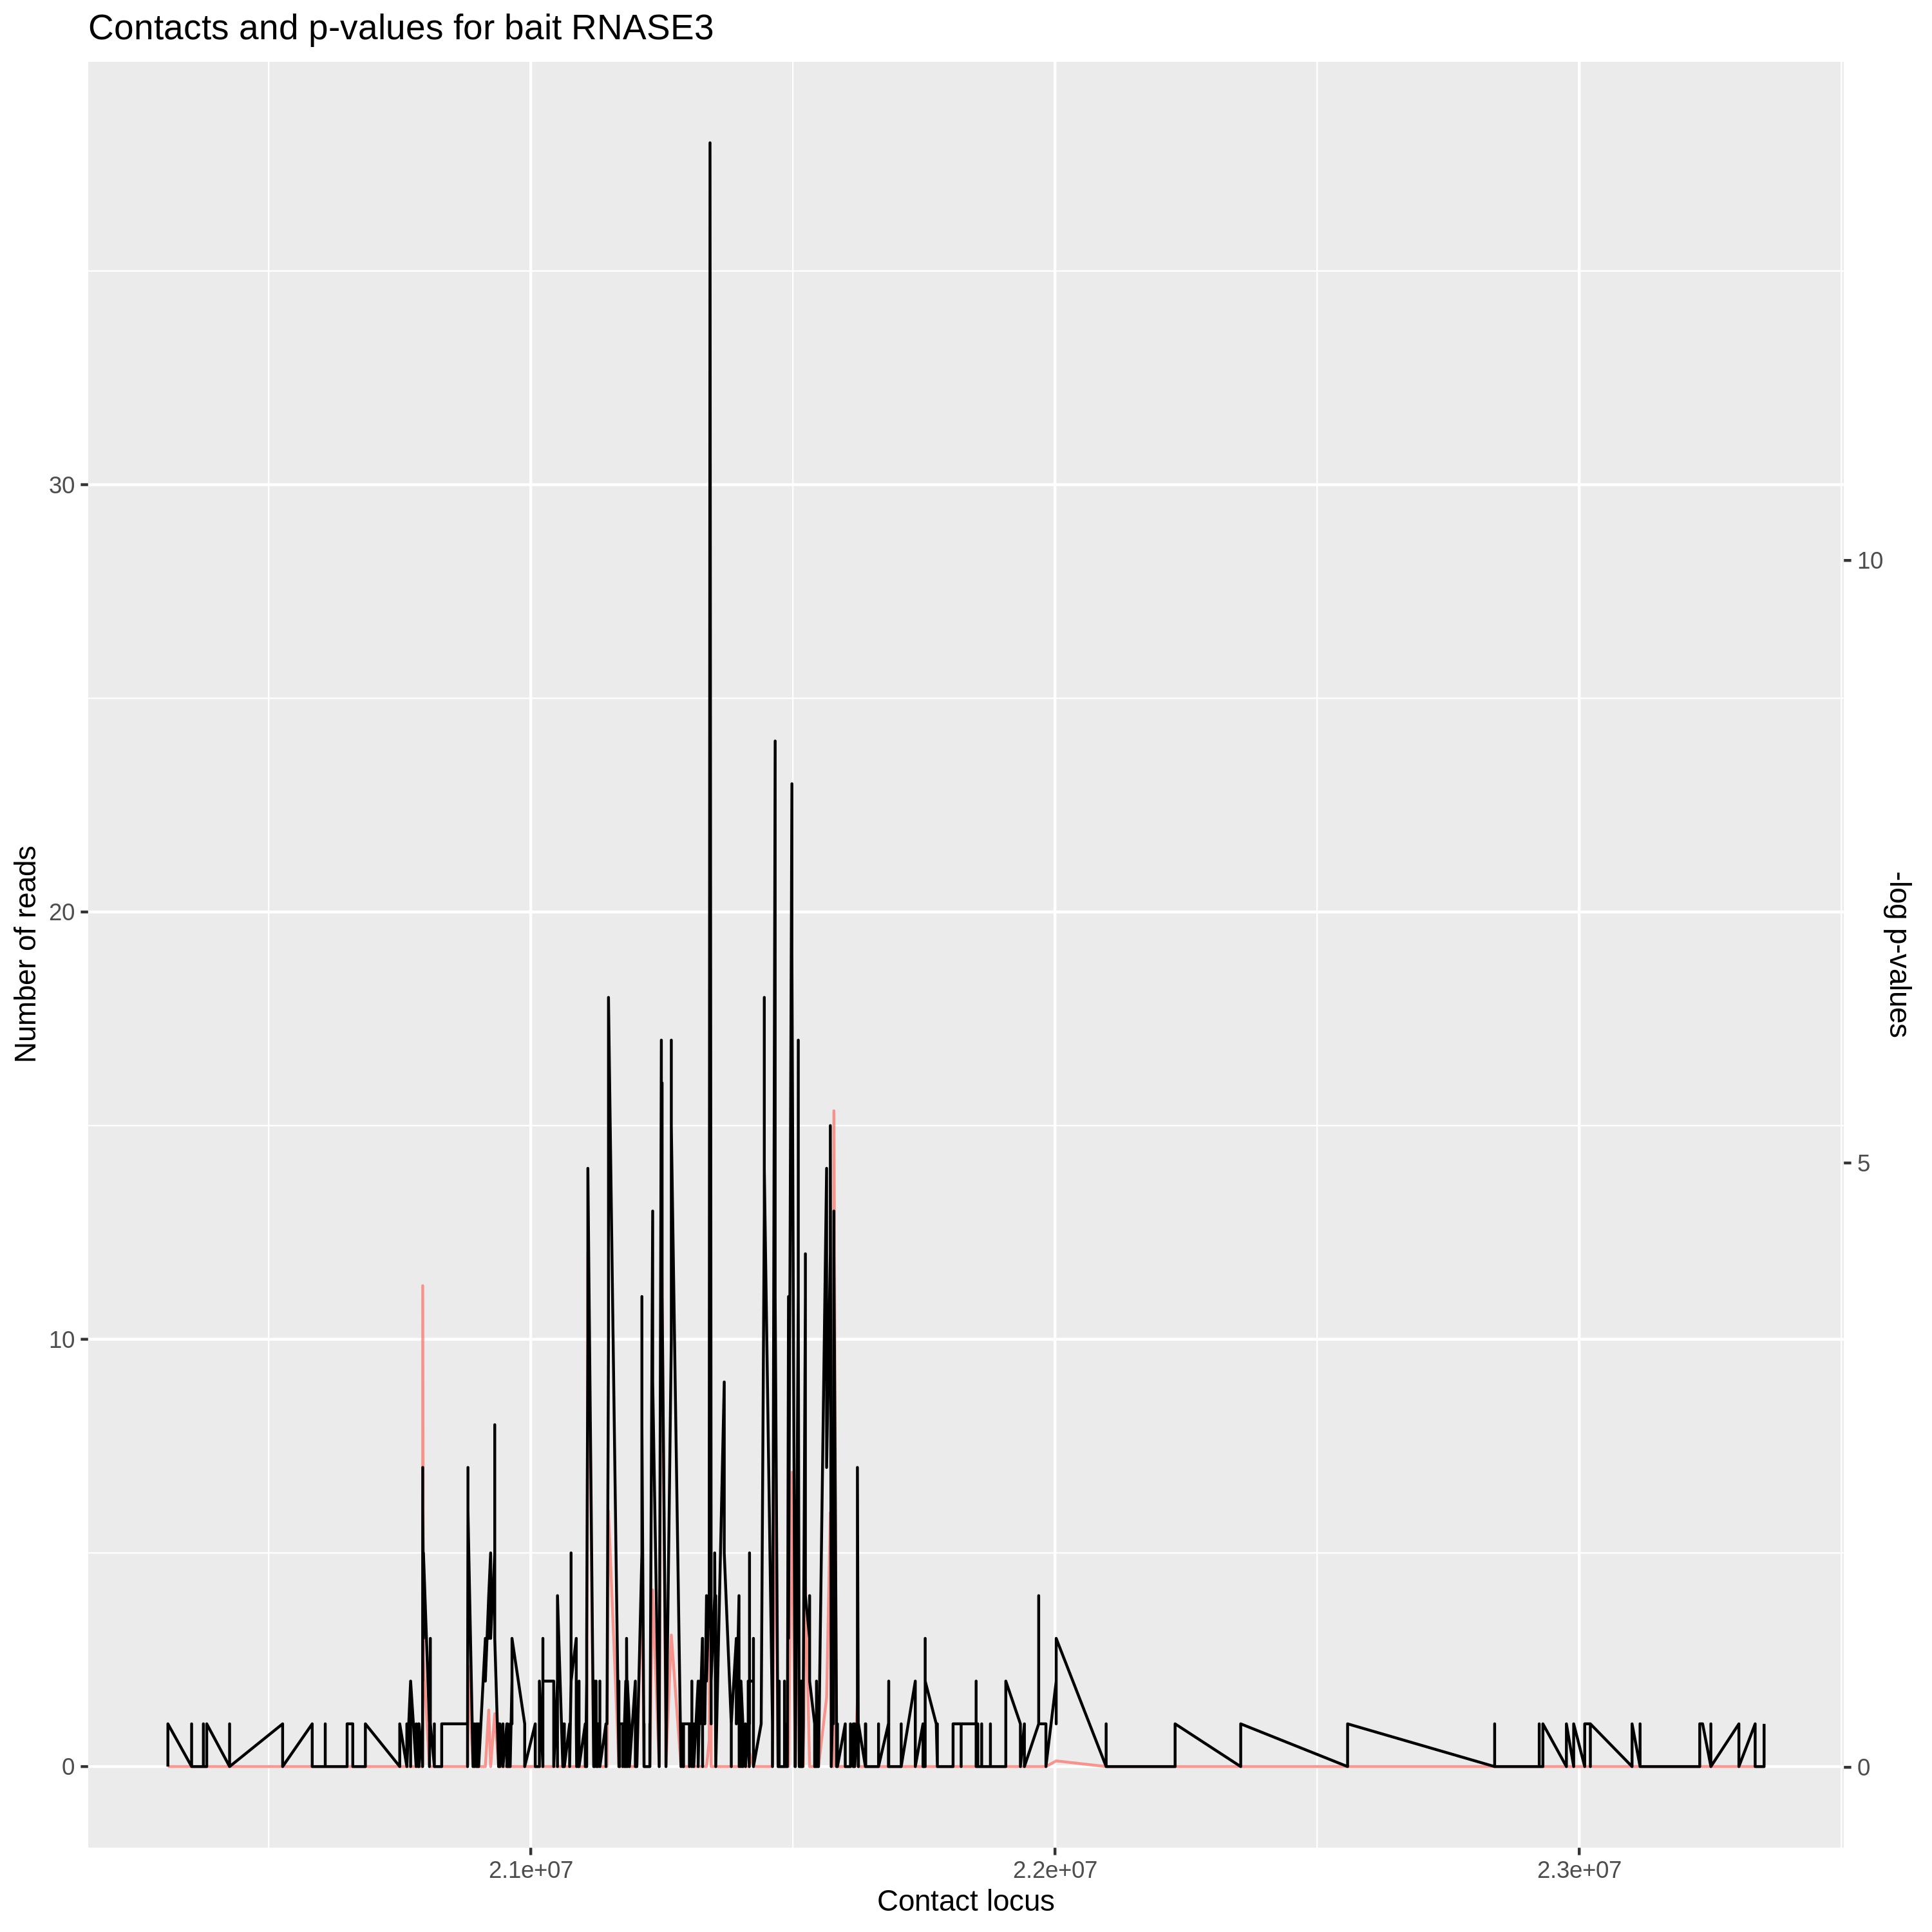 Contacts and p-values for bait RNASE3
Number of reads
30
20
10
0
10
5
0
-log p-values
2.1e+07
2.2e+07
2.3e+07
Contact locus